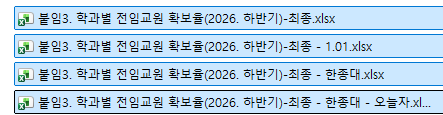 붙임3. 학과별 전임교원 확보율(2026. 하반기)-최종.xlsx
붙임3. 학과별 전임교원 확보율(2026. 하반기)-최종 - 1.01.xlsx
붙임3. 학과별 전임교원 확보율(2026. 하반기)-최종 - 한종대.xlsx
붙임3. 학과별 전임교원 확보율(2026. 하반기)-최종 - 한종대 - 오늘자.xl...